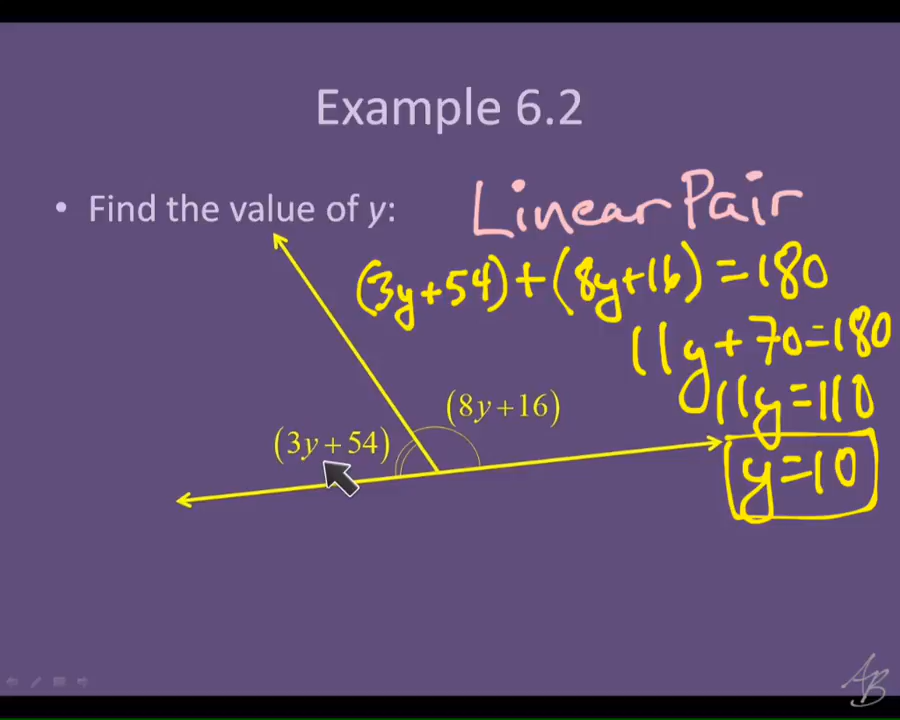 Example 6.2
• Find the value of y:
Linear Pair
(3y+54)+(8y+16)=180
11y+70=180
11y=110
y=10
(8y+16)
(3y+54)
AB